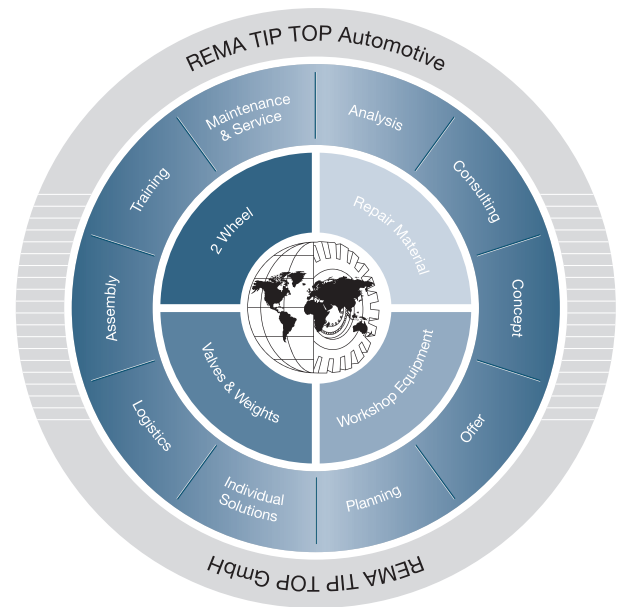 REMA TIP TOP Automotive
Maintenance
& Service
Analysis
Consulting
Concept
Offer
Planning
Individual
Solutions
Logistics
Assembly
Training
2 Wheel
Repair Material
Workshop Equipment
Valves & Weights
REMA TIP TOP GmbH